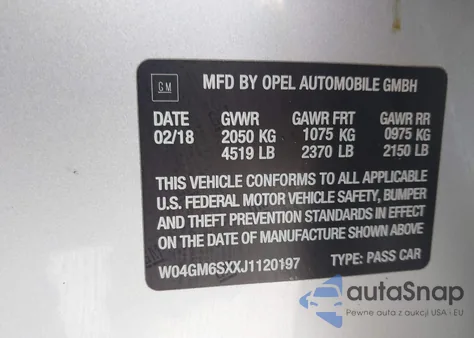 GM
MFD BY OPEL AUTOMOBILE GMBH
DATE GVWR GAWR FRT GAWR RR
02/18 2050 KG 1075 KG 0975 KG
4519 LB 2370 LB 2150 LB
THIS VEHICLE CONFORMS TO ALL APPLICABLE
U.S. FEDERAL MOTOR VEHICLE SAFETY, BUMPER
AND THEFT PREVENTION STANDARDS IN EFFECT
ON THE DATE OF MANUFACTURE SHOWN ABOVE
W04GM6SXXJ1120197 TYPE: PASS CAR
autaSnap
Pewne auta z aukcji USA i EU